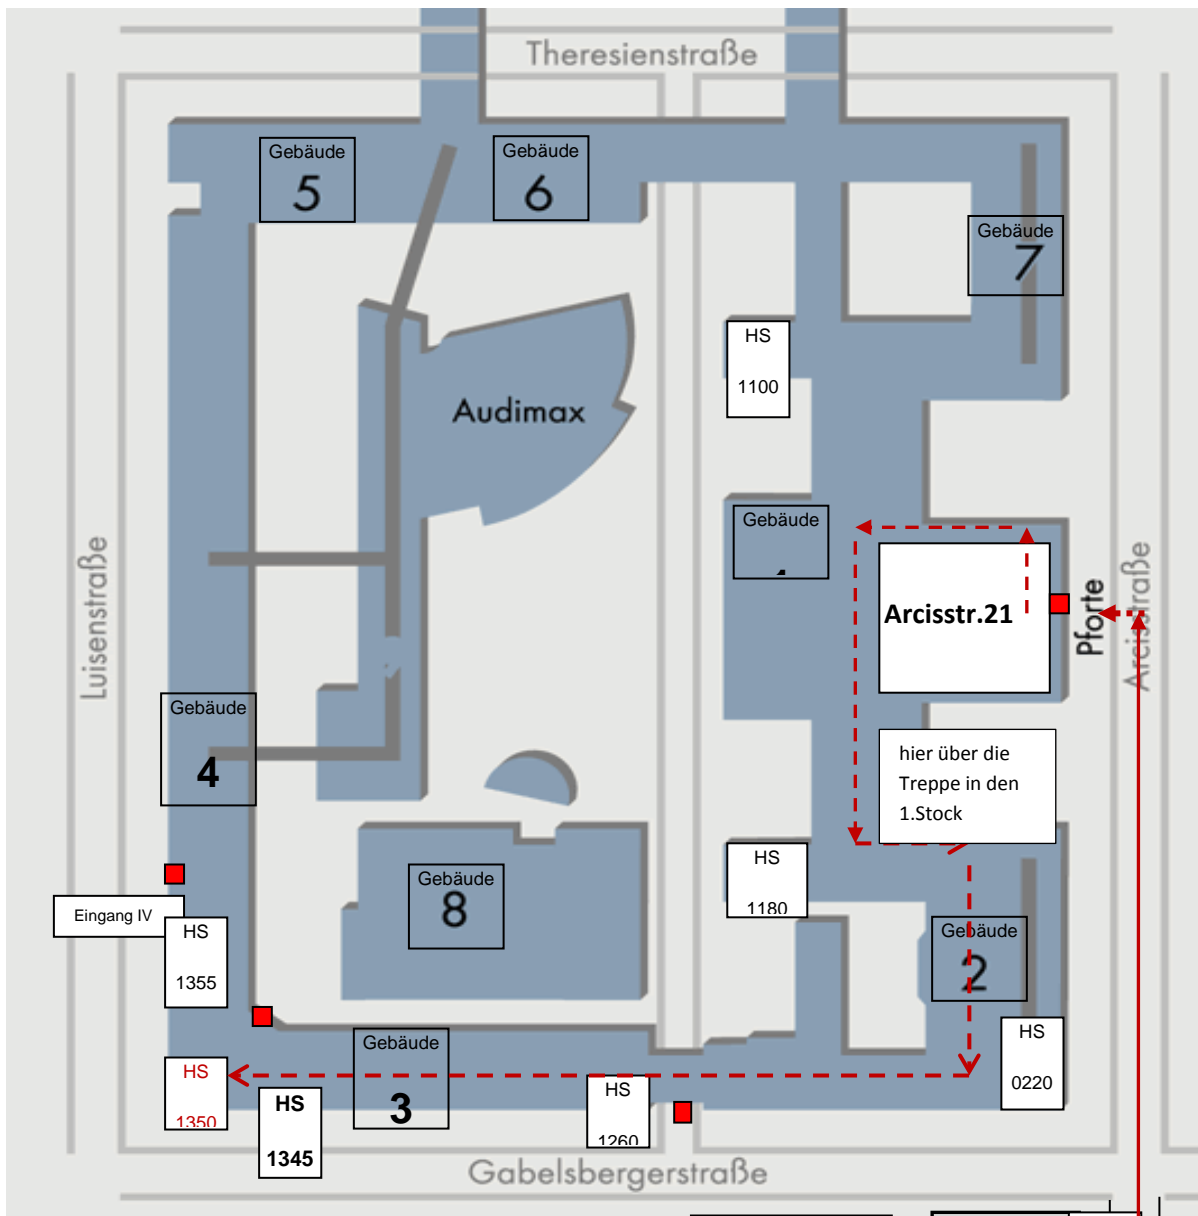 Theresienstraße
Gebäude
5
Gebäude
6
Gebäude
7
HS
1100
Audimax
Gebäude
Arcisstr.21
Pforte
Arcisstraße
Luisenstraße
Gebäude
4
hier über die
Treppe in den
1.Stock
HS
1180
Gebäude
8
Eingang IV
HS
1355
Gebäude
2
HS
0220
Gebäude
3
HS
1350
HS
1345
HS
1260
Gabelsbergerstraße